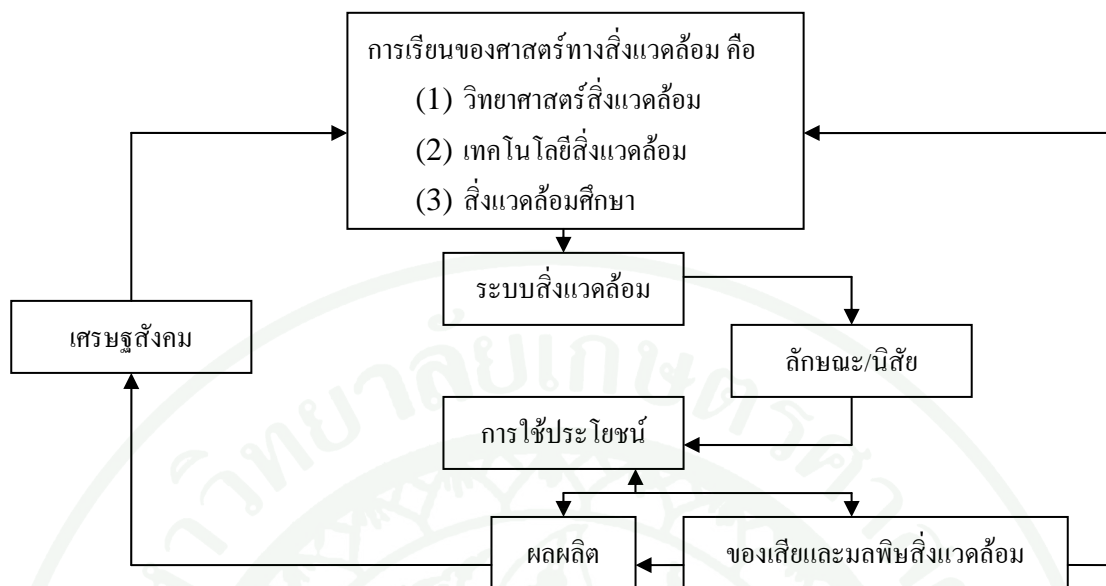 การเรียนของศาสตร์ทางสิ่งแวดล้อม คือ
(1) วิทยาศาสตร์สิ่งแวดล้อม
(2) เทคโนโลยีสิ่งแวดล้อม
(3) สิ่งแวดล้อมศึกษา
ระบบสิ่งแวดล้อม
เศรษฐสังคม
ลักษณะ/นิสัย
การใช้ประโยชน์
ผลผลิต
ของเสียและมลพิษสิ่งแวดล้อม